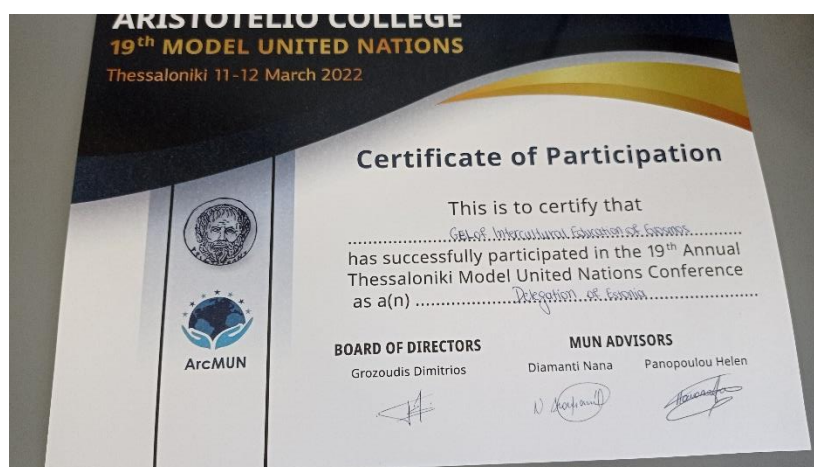 ARISTOTELIO COLLEGE
19th MODEL UNITED NATIONS
Thessaloniki 11-12 March 2022
Certificate of Participation
This is to certify that
GEL of Intercultural Education of Evosmos
has successfully participated in the 19th Annual
Thessaloniki Model United Nations Conference
as a(n) Delegation of Estonia
ArcMUN
BOARD OF DIRECTORS
Grozoudis Dimitrios
MUN ADVISORS
Diamanti Nana Panopoulou Helen